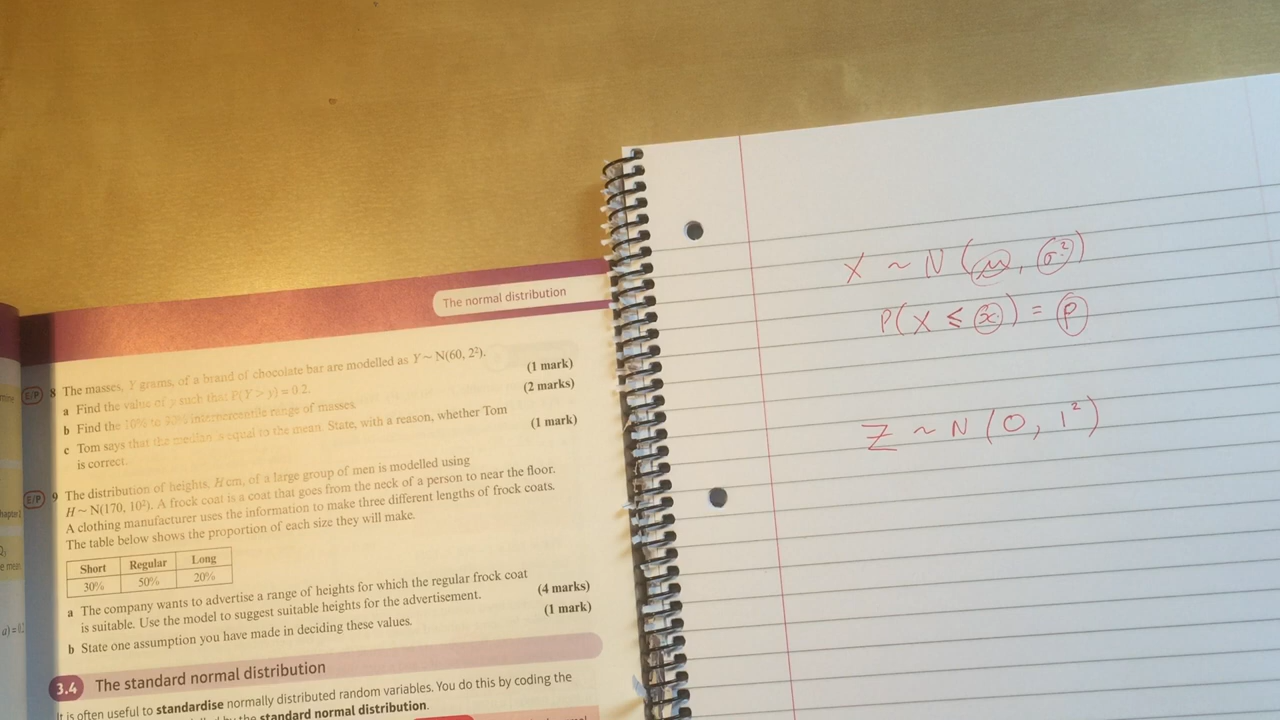 The normal distribution
E/P 8 The masses, Y grams, of a brand of chocolate bar are modelled as Y ~ N(60, 2²).
a Find the value of y such that P(Y > y) = 0.2. (1 mark)
b Find the 10% to 90% interpercentile range of masses. (2 marks)
c Tom says that the median is equal to the mean. State, with a reason, whether Tom
is correct. (1 mark)
E/P 9 The distribution of heights, H cm, of a large group of men is modelled using
H ~ N(170, 10²). A frock coat is a coat that goes from the neck of a person to near the floor.
A clothing manufacturer uses the information to make three different lengths of frock coats.
The table below shows the proportion of each size they will make.
Short Regular Long
30% 50% 20%
a The company wants to advertise a range of heights for which the regular frock coat
is suitable. Use the model to suggest suitable heights for the advertisement. (4 marks)
b State one assumption you have made in deciding these values. (1 mark)
3.4 The standard normal distribution
It is often useful to standardise normally distributed random variables. You do this by coding the
by the standard normal distribution.
X ~ N (μ, σ²)
P(X ≤ x) = p
Z ~ N (0, 1²)